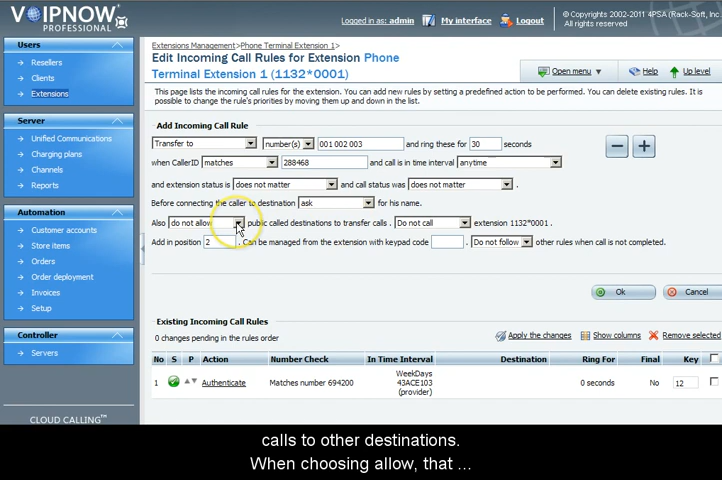 VOIPNOW
PROFESSIONAL
Logged in as: admin My interface Logout
© Copyrights 2002-2011 4PSA (Rack-Soft, Inc.
All rights reserved
Users
Resellers
Clients
Extensions
Server
Unified Communications
Charging plans
Channels
Reports
Automation
Customer accounts
Store items
Orders
Order deployment
Invoices
Setup
Controller
Servers
CLOUD CALLING™
Extensions Management>Phone Terminal Extension 1>
Edit Incoming Call Rules for Extension Phone
Terminal Extension 1 (1132*0001)
Open menu Help Up level
This page lists the incoming call rules for the extension. You can add new rules by setting a predefined action to be performed. You can delete existing rules. It is
possible to change the rule's priorities by moving them up and down in the list.
Add Incoming Call Rule
Transfer to number(s) 001 002 003 and ring these for 30 seconds
when CallerID matches 288468 and call is in time interval anytime
and extension status is does not matter and call status was does not matter .
Before connecting the caller to destination ask for his name.
Also do not allow public called destinations to transfer calls . Do not call extension 1132*0001 .
Add in position 2 . Can be managed from the extension with keypad code . Do not follow other rules when call is not completed.
Ok Cancel
Existing Incoming Call Rules
0 changes pending in the rules order Apply the changes Show columns Remove selected
No S P Action Number Check In Time Interval Destination Ring For Final Key
1 Authenticate Matches number 694200 WeekDays 43ACE103 (provider) 0 seconds No 12
calls to other destinations.
When choosing allow, that ...